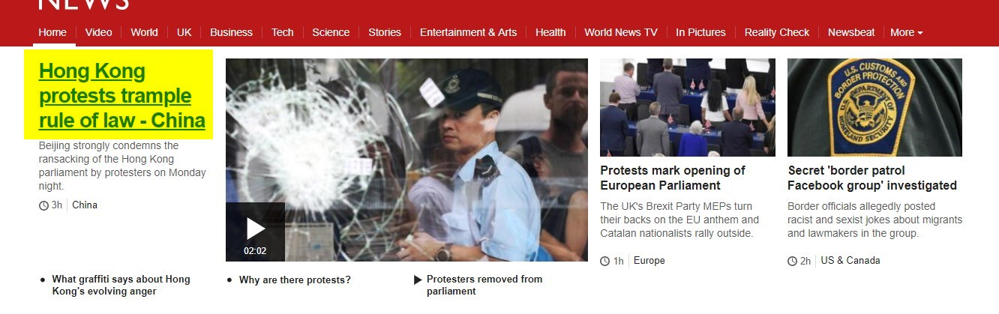 NEWS
Home
Video
World
UK
Business
Tech
Science
Stories
Entertainment & Arts
Health
World News TV
In Pictures
Reality Check
Newsbeat
More
Hong Kong
protests trample
rule of law - China
Beijing strongly condemns the
ransacking of the Hong Kong
parliament by protesters on Monday
night.
3h China
02:02
U.S. CUSTOMS AND
BORDER PROTECTION
U.S. DEPARTMENT OF
HOMELAND SECURITY
Protests mark opening of
European Parliament
The UK's Brexit Party MEPs turn
their backs on the EU anthem and
Catalan nationalists rally outside.
1h Europe
Secret 'border patrol
Facebook group' investigated
Border officials allegedly posted
racist and sexist jokes about migrants
and lawmakers in the group.
2h US & Canada
What graffiti says about Hong
Kong's evolving anger
Why are there protests?
Protesters removed from
parliament